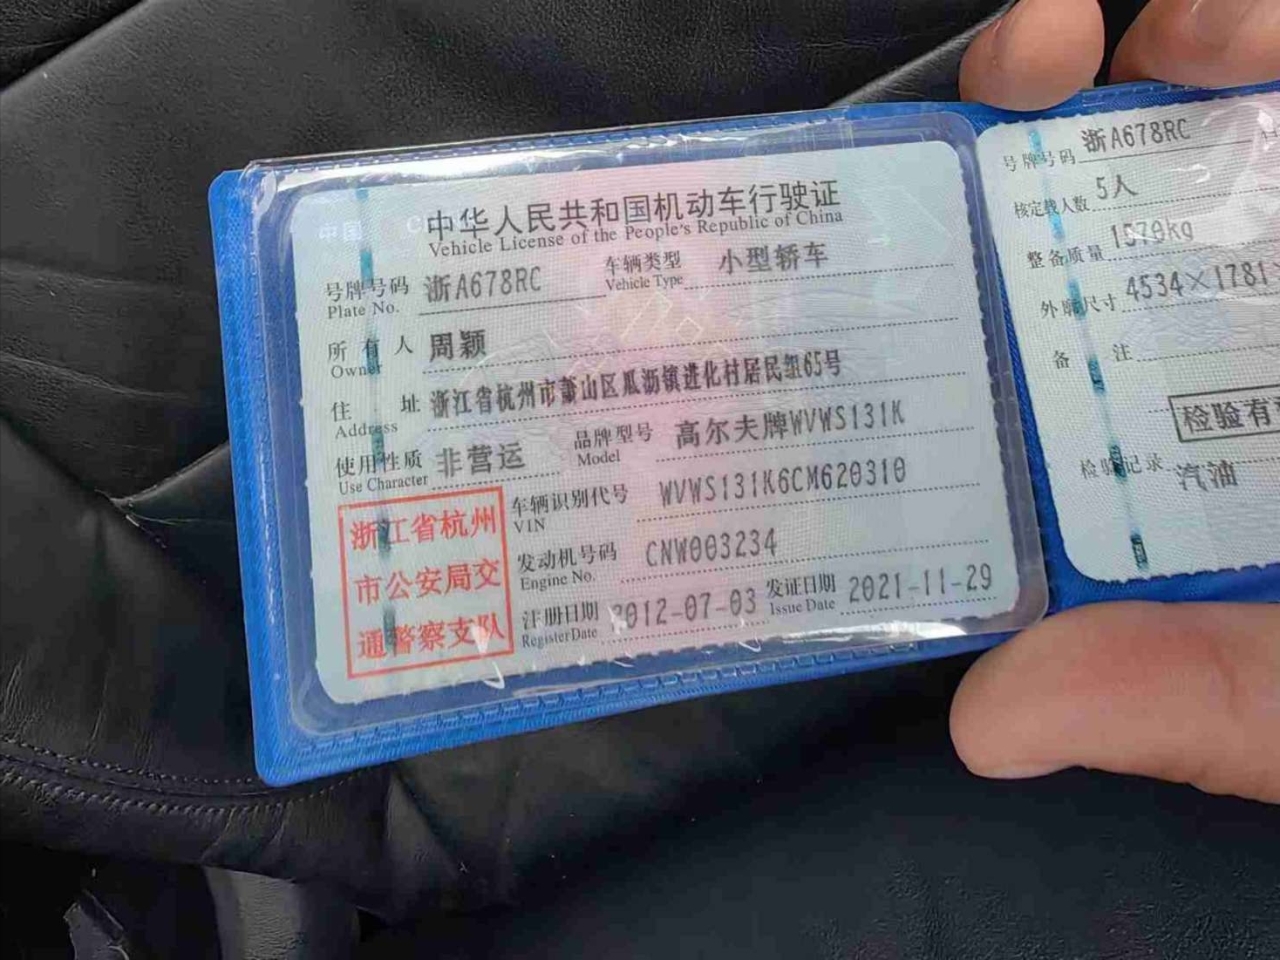 中华人民共和国机动车行驶证
Vehicle License of the People's Republic of China
号牌号码 浙A678RC 车辆类型 小型轿车
Plate No. Vehicle Type
所有人 周颖
Owner
住址 浙江省杭州市萧山区瓜沥镇进化村居民组65号
Address
使用性质 非营运 品牌型号 高尔夫牌WVWS131K
Use Character Model
车辆识别代号 WVWS131K6CM620310
VIN
发动机号码 CNW003234
Engine No.
注册日期 2012-07-03 发证日期 2021-11-29
Register Date Issue Date
浙江省杭州
市公安局交
通警察支队
号牌号码 浙A678RC
核定载人数 5人
整备质量 1570kg
外廓尺寸 4534×1781
备注
检验有
检验记录 汽油